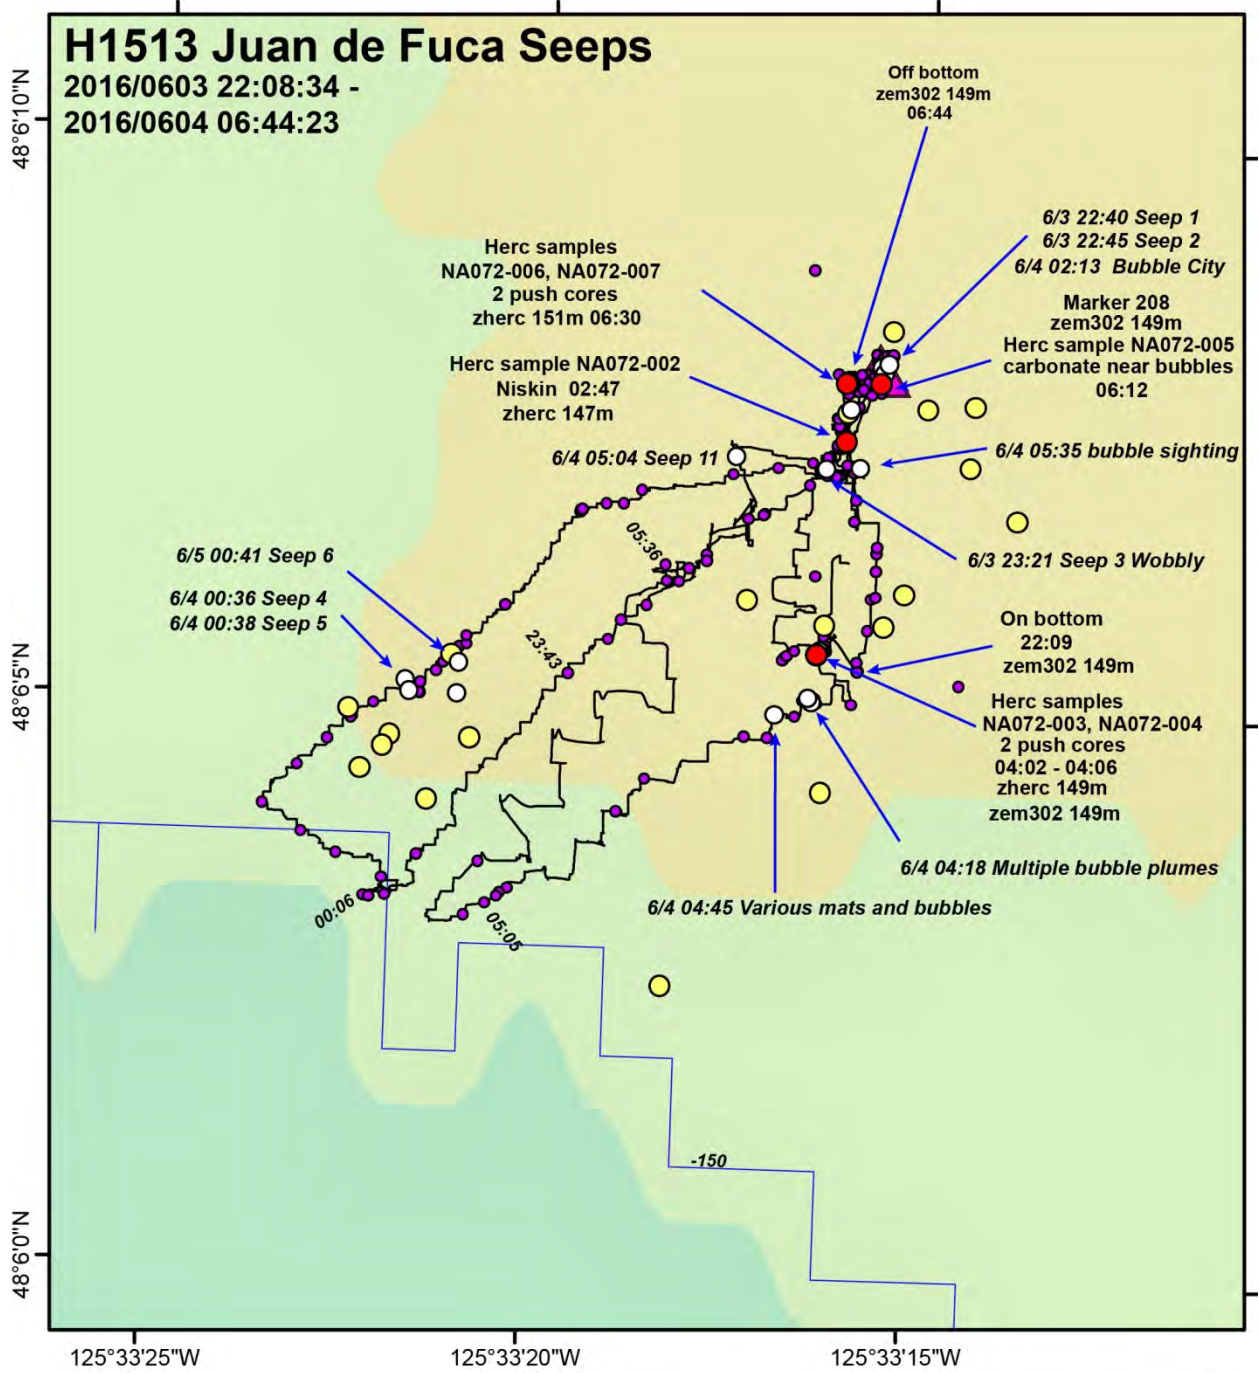 H1513 Juan de Fuca Seeps
2016/0603 22:08:34 -
2016/0604 06:44:23
Off bottom
zem302 149m
06:44
6/3 22:40 Seep 1
6/3 22:45 Seep 2
6/4 02:13 Bubble City
Herc samples
NA072-006, NA072-007
2 push cores
zherc 151m 06:30
Marker 208
zem302 149m
Herc sample NA072-005
carbonate near bubbles
06:12
Herc sample NA072-002
Niskin 02:47
zherc 147m
6/4 05:04 Seep 11
6/4 05:35 bubble sighting
05:36
6/3 23:21 Seep 3 Wobbly
6/5 00:41 Seep 6
6/4 00:36 Seep 4
6/4 00:38 Seep 5
23:43
On bottom
22:09
zem302 149m
Herc samples
NA072-003, NA072-004
2 push cores
04:02 - 04:06
zherc 149m
zem302 149m
6/4 04:18 Multiple bubble plumes
6/4 04:45 Various mats and bubbles
00:06
05:05
-150
48°6'10"N
48°6'5"N
48°6'0"N
125°33'25"W
125°33'20"W
125°33'15"W